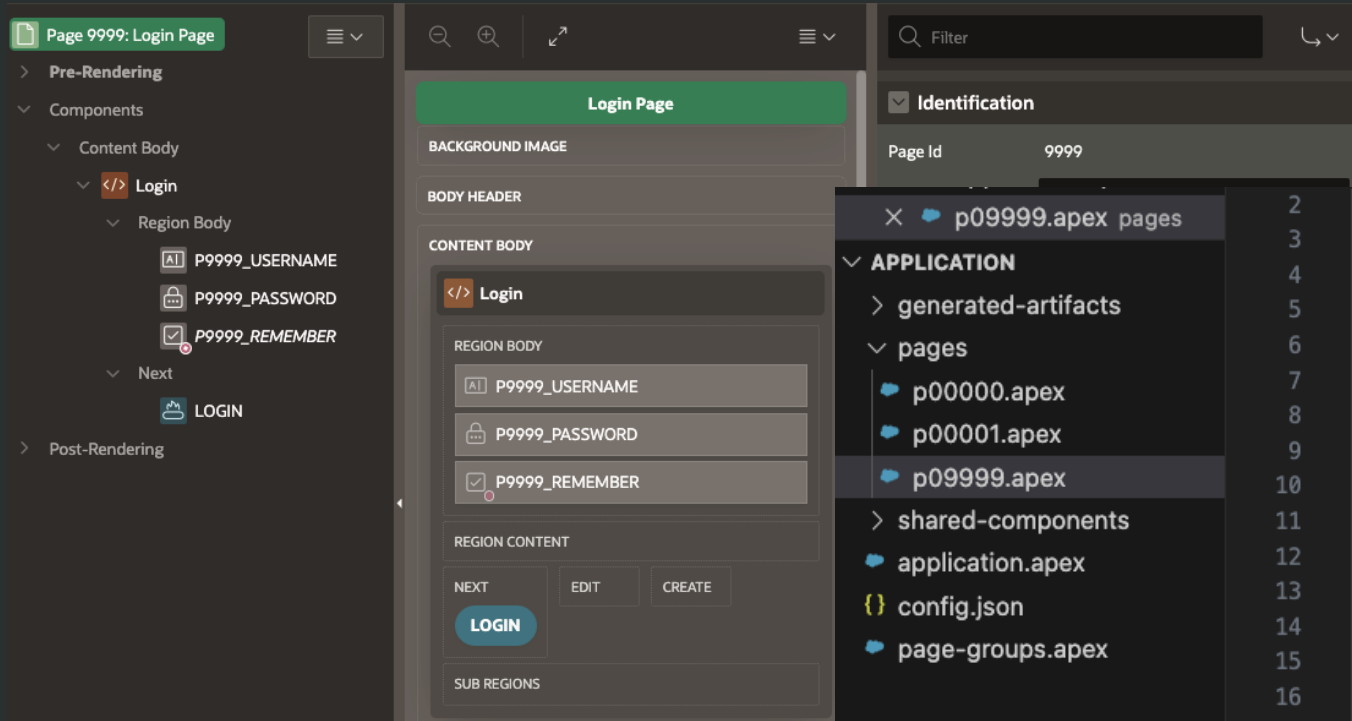 Page 9999: Login Page
Pre-Rendering
Components
Content Body
Login
Region Body
P9999_USERNAME
P9999_PASSWORD
P9999_REMEMBER
Next
LOGIN
Post-Rendering
Login Page
BACKGROUND IMAGE
BODY HEADER
CONTENT BODY
Login
REGION BODY
P9999_USERNAME
P9999_PASSWORD
P9999_REMEMBER
REGION CONTENT
NEXT EDIT CREATE
LOGIN
SUB REGIONS
Filter
Identification
Page Id 9999
p09999.apex pages
APPLICATION
generated-artifacts
pages
p00000.apex
p00001.apex
p09999.apex
shared-components
application.apex
{} config.json
page-groups.apex
2
3
4
5
6
7
8
9
10
11
12
13
14
15
16